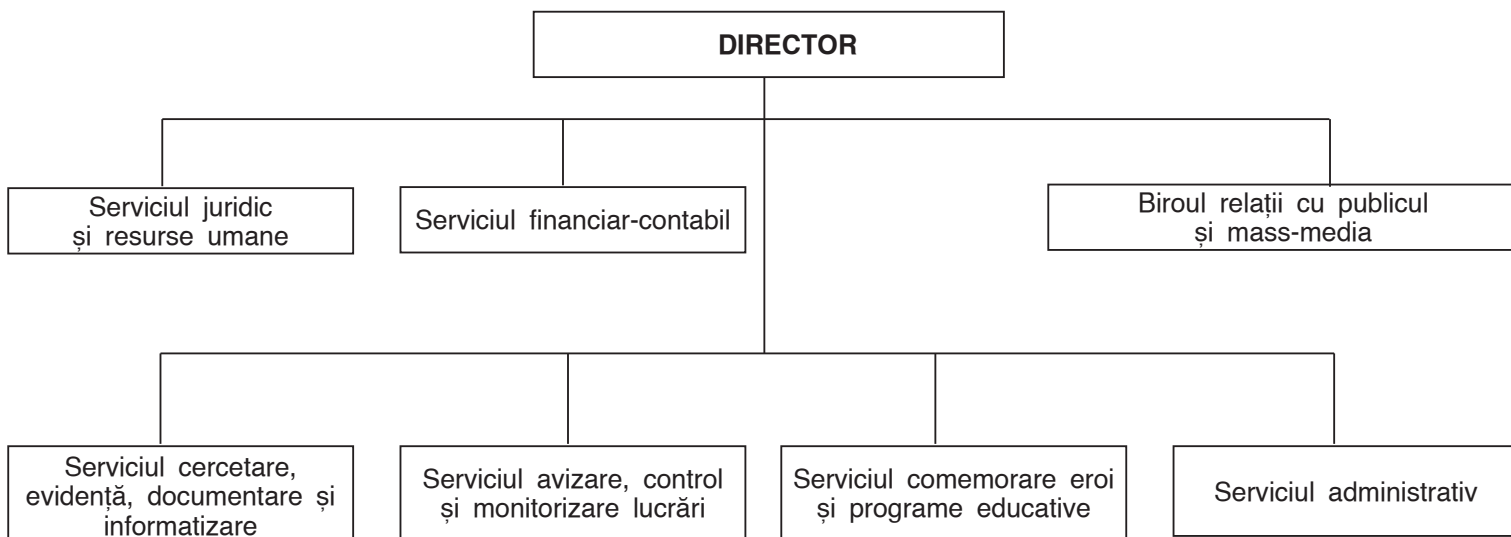 DIRECTOR
Serviciul juridic
și resurse umane
Serviciul financiar-contabil
Biroul relații cu publicul
și mass-media
Serviciul cercetare,
evidență, documentare și
informatizare
Serviciul avizare, control
și monitorizare lucrări
Serviciul comemorare eroi
și programe educative
Serviciul administrativ